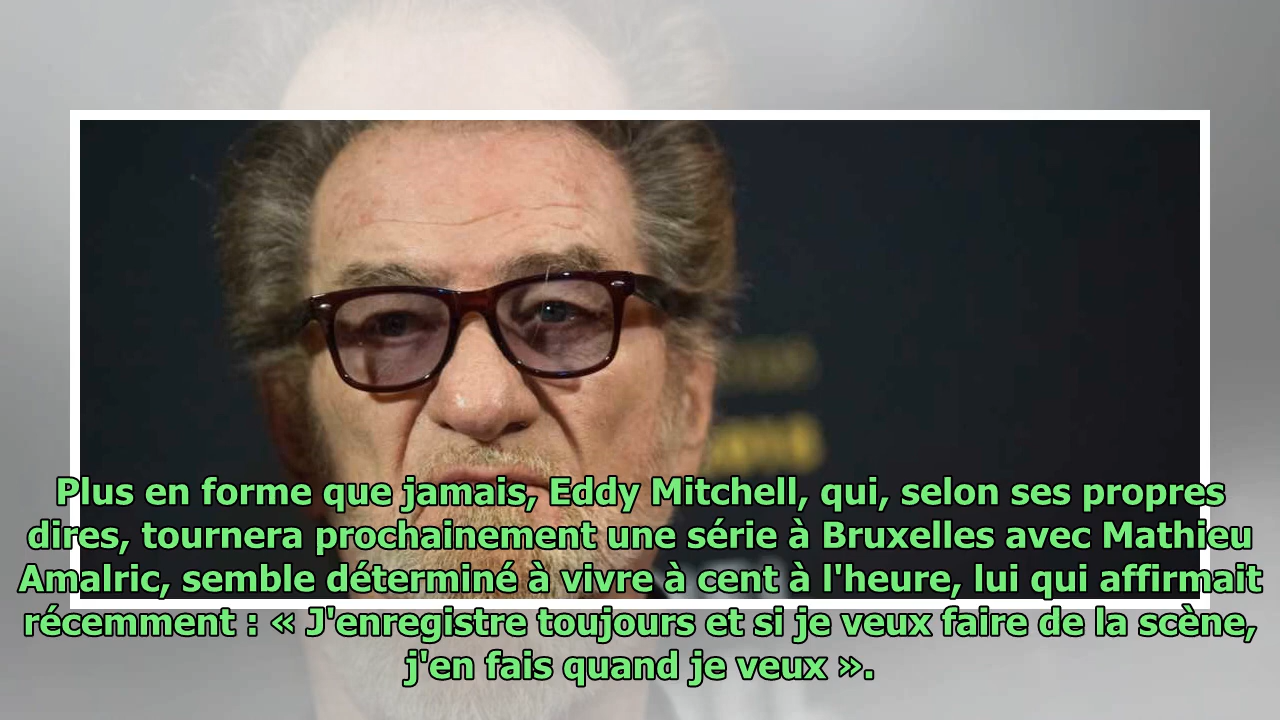 Plus en forme que jamais, Eddy Mitchell, qui, selon ses propres
dires, tournera prochainement une série à Bruxelles avec Mathieu
Amalric, semble déterminé à vivre à cent à l'heure, lui qui affirmait
récemment : « J'enregistre toujours et si je veux faire de la scène,
j'en fais quand je veux ».